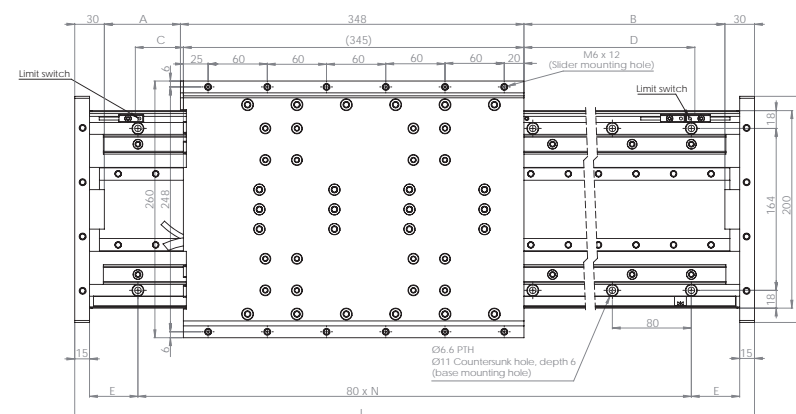 30
A
348
B
30
C
(345)
D
25
60
60
60
60
60
20
M6 x 12
(Slider mounting hole)
6
Limit switch
Limit switch
18
260
248
164
200
18
6
80
15
15
Ø6.6 PTH
Ø11 Countersunk hole, depth 6
(base mounting hole)
E
80 x N
E